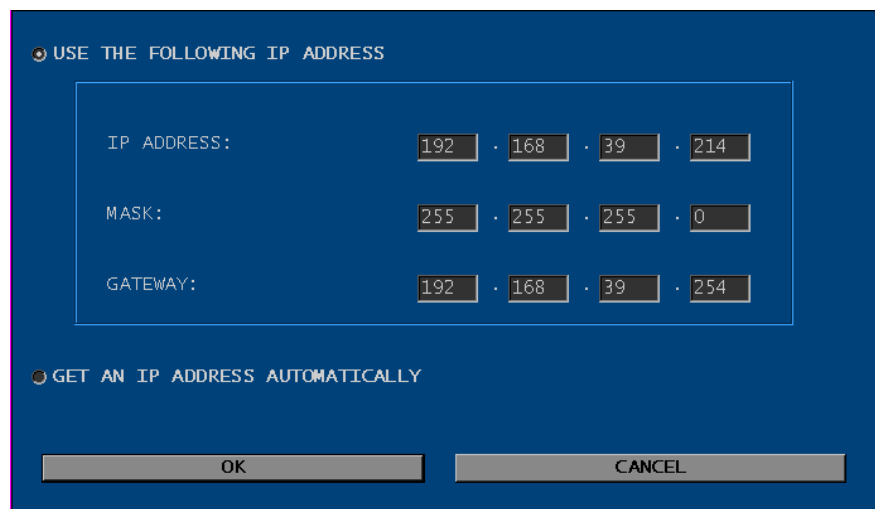 USE THE FOLLOWING IP ADDRESS
IP ADDRESS: 192 . 168 . 39 . 214
MASK: 255 . 255 . 255 . 0
GATEWAY: 192 . 168 . 39 . 254
GET AN IP ADDRESS AUTOMATICALLY
OK CANCEL